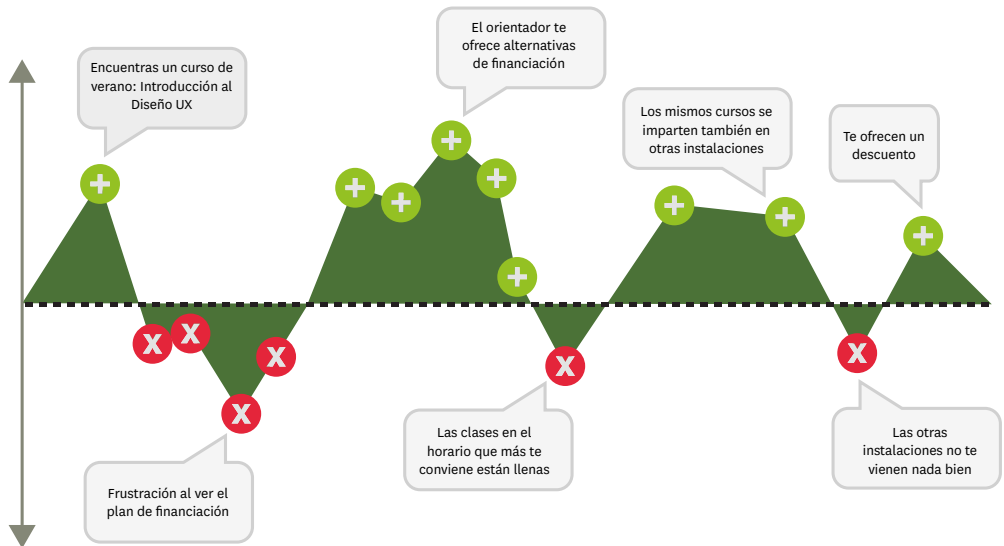 Encuentras un curso de
verano: Introducción al
Diseño UX
El orientador te
ofrece alternativas
de financiación
Los mismos cursos se
imparten también en
otras instalaciones
Te ofrecen un
descuento
Frustración al ver el
plan de financiación
Las clases en el
horario que más te
conviene están llenas
Las otras
instalaciones no te
vienen nada bien